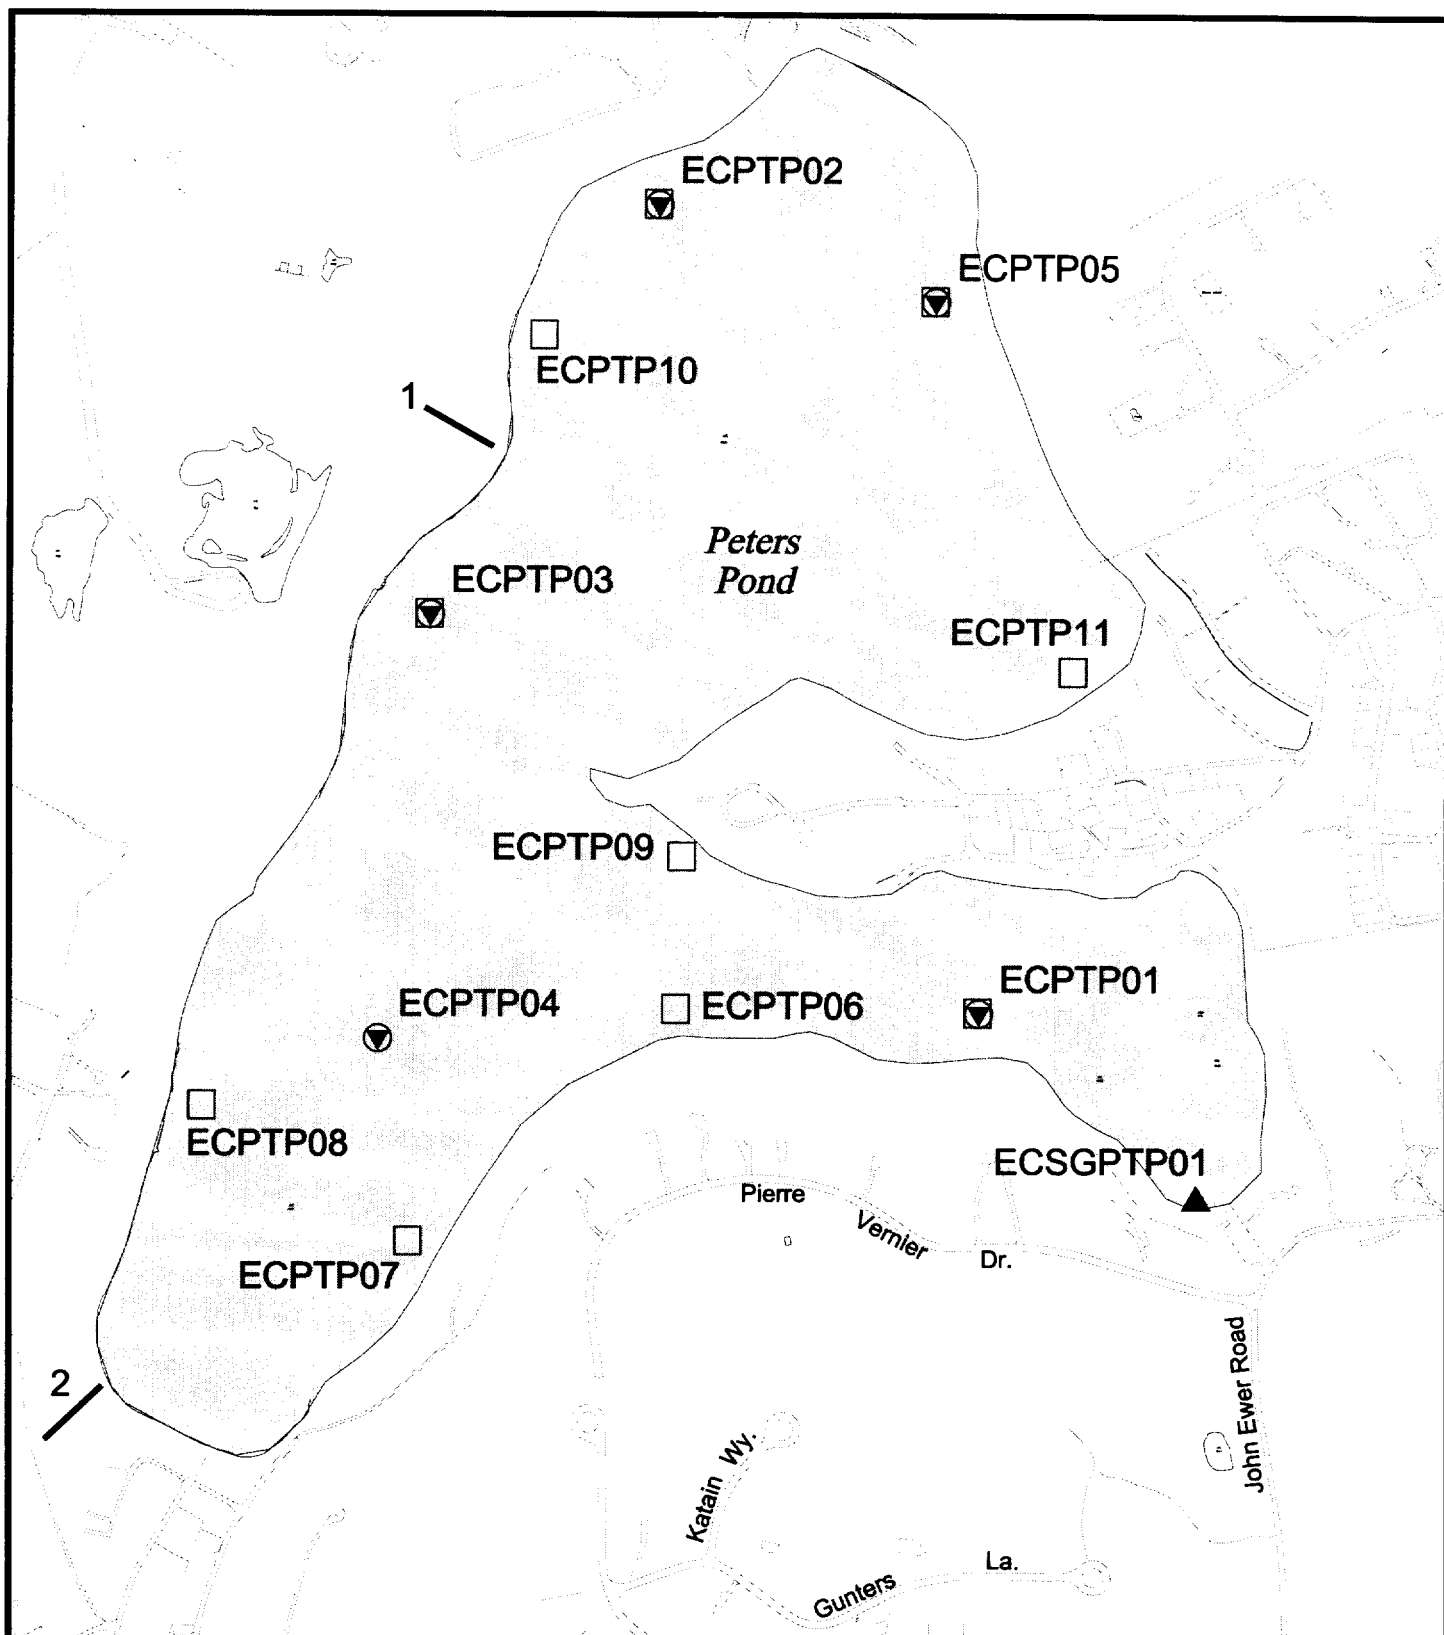 ECPTP02
ECPTP05
ECPTP10
1
Peters
Pond
ECPTP03
ECPTP11
ECPTP09
ECPTP04
ECPTP06
ECPTP01
ECPTP08
ECSGPTP01
Pierre
Vernier
Dr.
ECPTP07
John Ewer Road
2
Katain Wy.
Gunters
La.